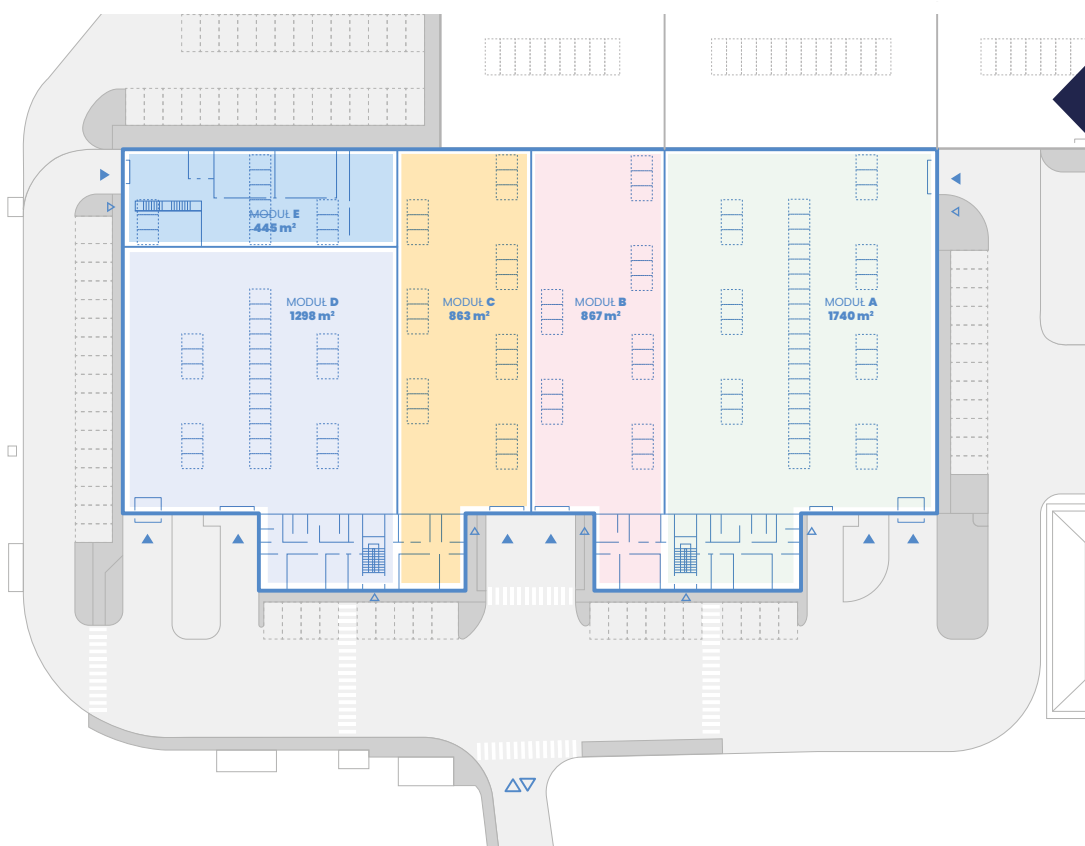 MODUŁ E
445 m²
MODUŁ D
1298 m²
MODUŁ C
863 m²
MODUŁ B
867 m²
MODUŁ A
1740 m²